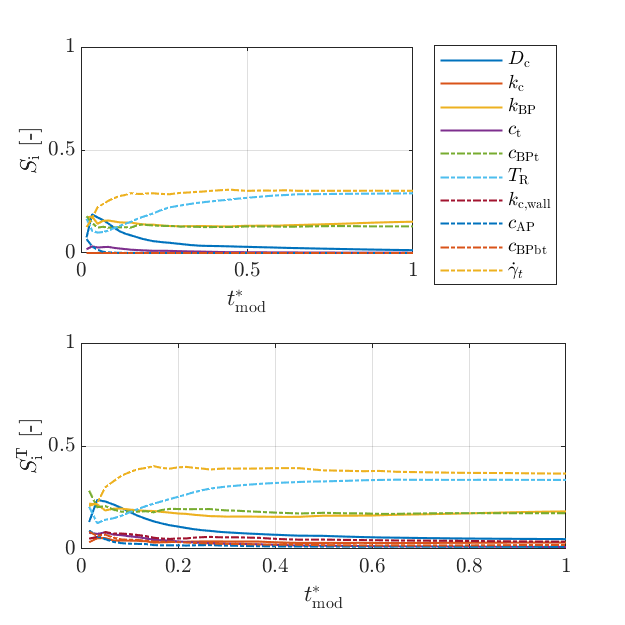 1
0.5
0
S_i [-]
0 0.5 1
t*_mod
D_c
k_c
k_BP
c_t
c_BPt
T_R
k_c,wall
c_AP
c_BPbt
γ̇_t
1
0.5
0
S_i^T [-]
0 0.2 0.4 0.6 0.8 1
t*_mod